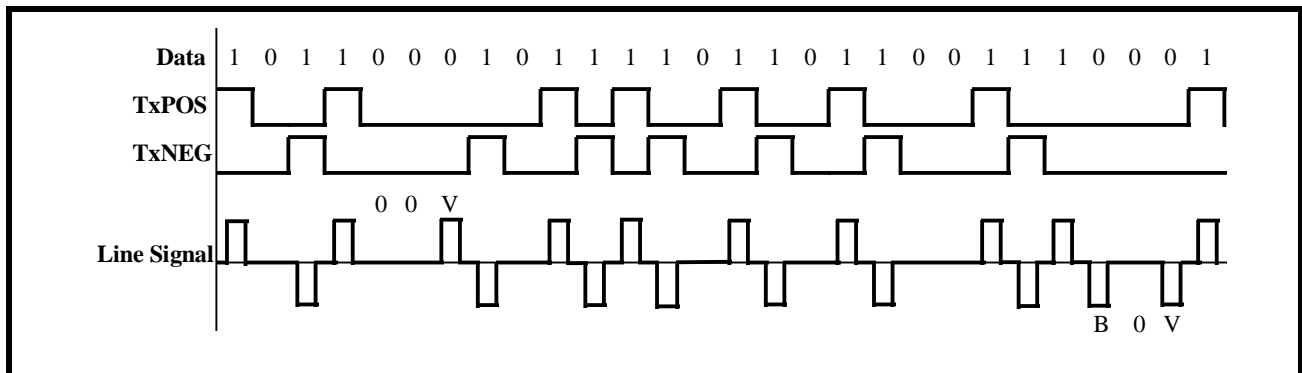 Data 1 0 1 1 0 0 0 1 0 1 1 1 1 0 1 1 0 1 1 0 0 1 1 1 0 0 0 1
TxPOS
TxNEG
0 0 V
Line Signal
B 0 V